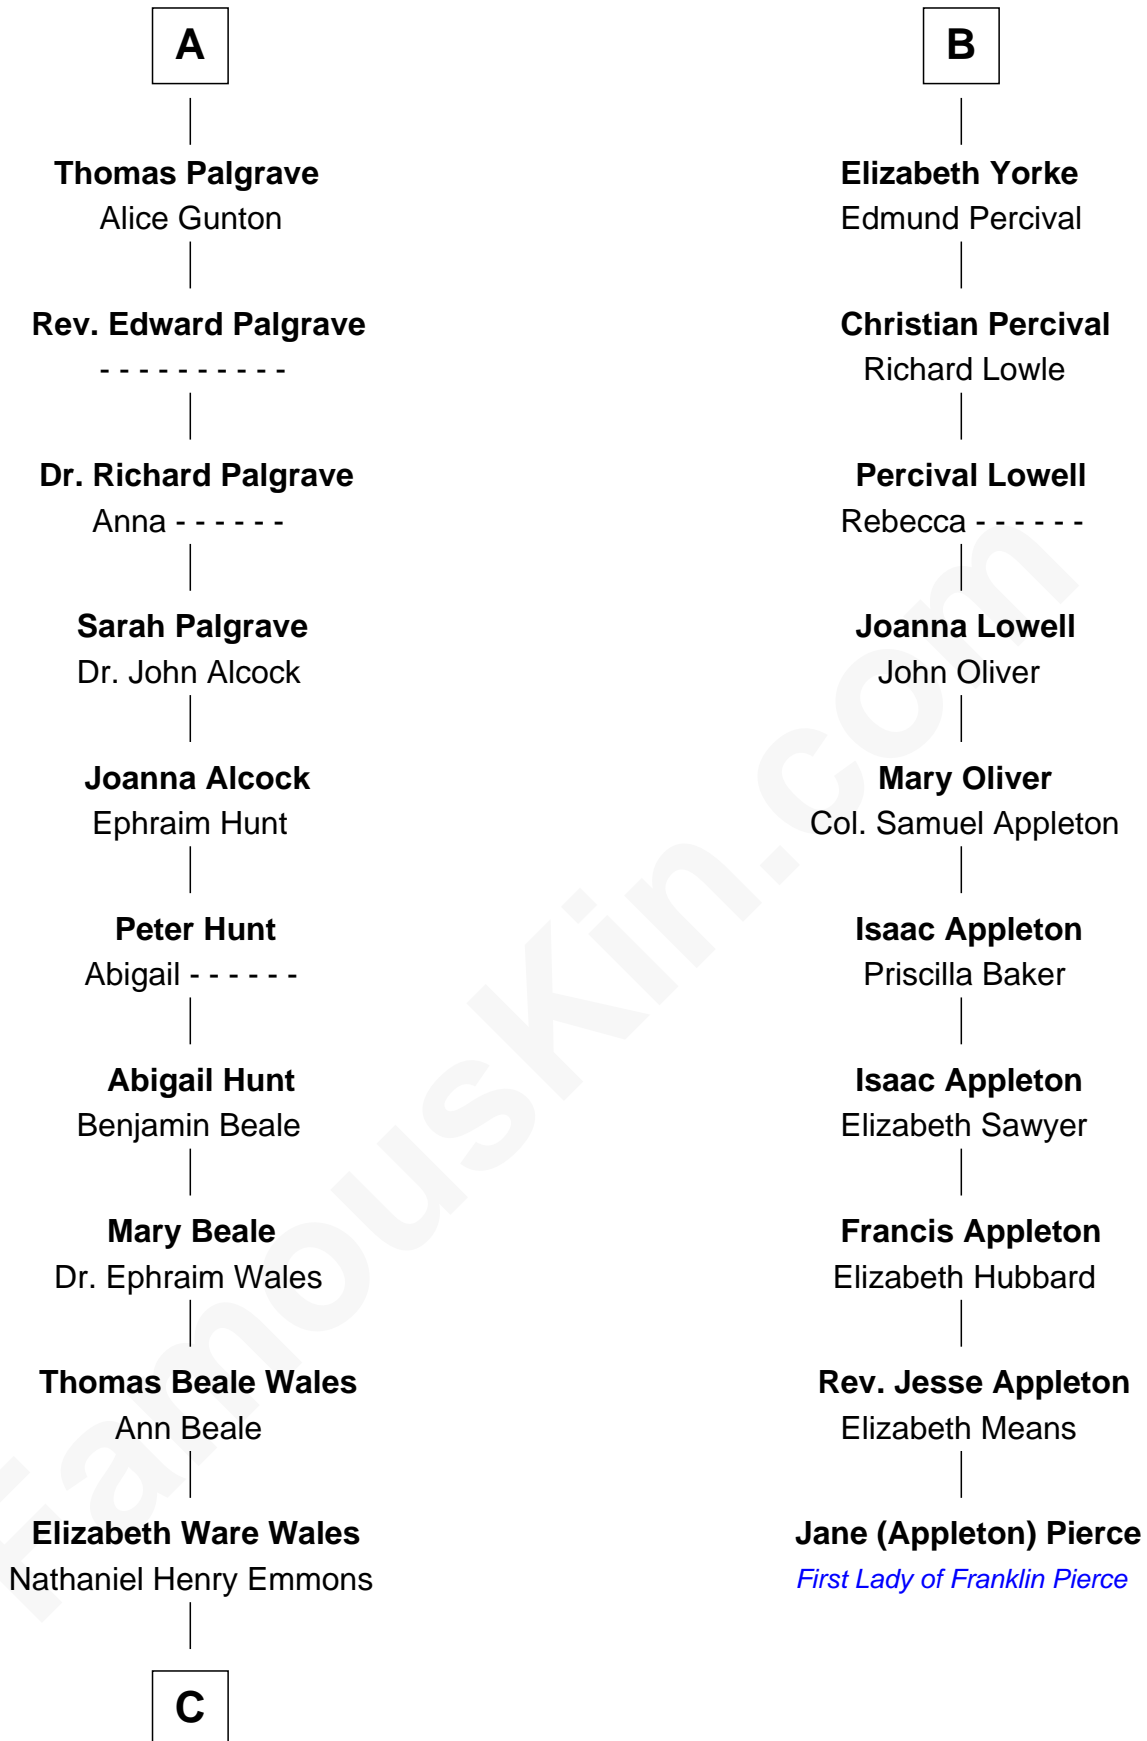 A
Thomas Palgrave
Alice Gunton
Rev. Edward Palgrave
- - - - - - - - - -
Dr. Richard Palgrave
Anna - - - - - -
Sarah Palgrave
Dr. John Alcock
Joanna Alcock
Ephraim Hunt
Peter Hunt
Abigail - - - - - -
Abigail Hunt
Benjamin Beale
Mary Beale
Dr. Ephraim Wales
Thomas Beale Wales
Ann Beale
Elizabeth Ware Wales
Nathaniel Henry Emmons
C
B
Elizabeth Yorke
Edmund Percival
Christian Percival
Richard Lowle
Percival Lowell
Rebecca - - - - - -
Joanna Lowell
John Oliver
Mary Oliver
Col. Samuel Appleton
Isaac Appleton
Priscilla Baker
Isaac Appleton
Elizabeth Sawyer
Francis Appleton
Elizabeth Hubbard
Rev. Jesse Appleton
Elizabeth Means
Jane (Appleton) Pierce
First Lady of Franklin Pierce
FamousKin.com